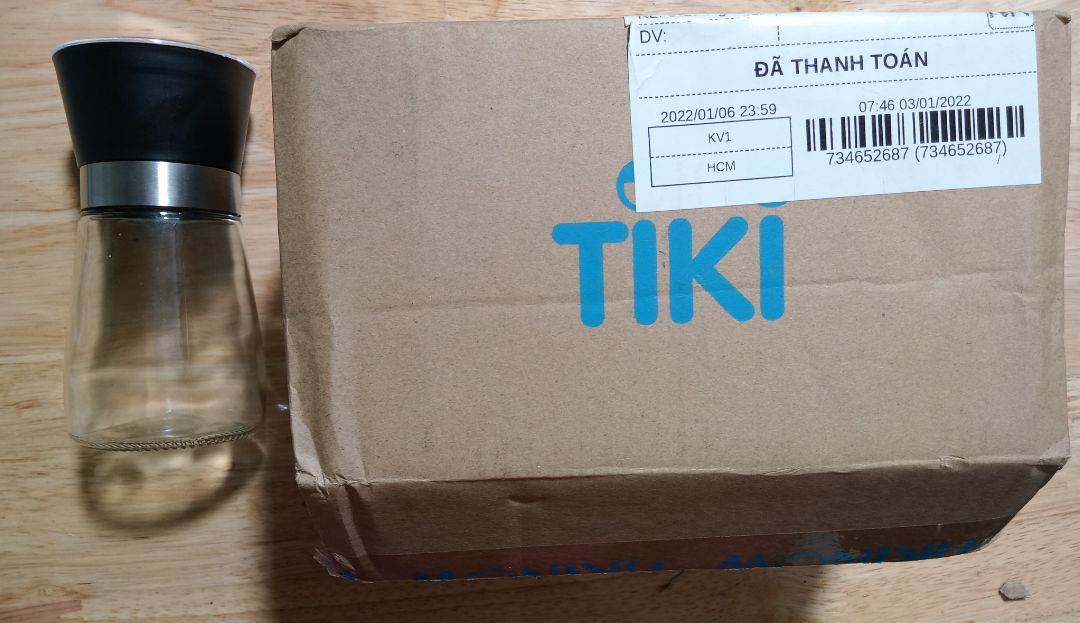 DV:
ĐÃ THANH TOÁN
2022/01/06 23:59
07:46 03/01/2022
KV1
HCM
734652687 (734652687)
TIKI